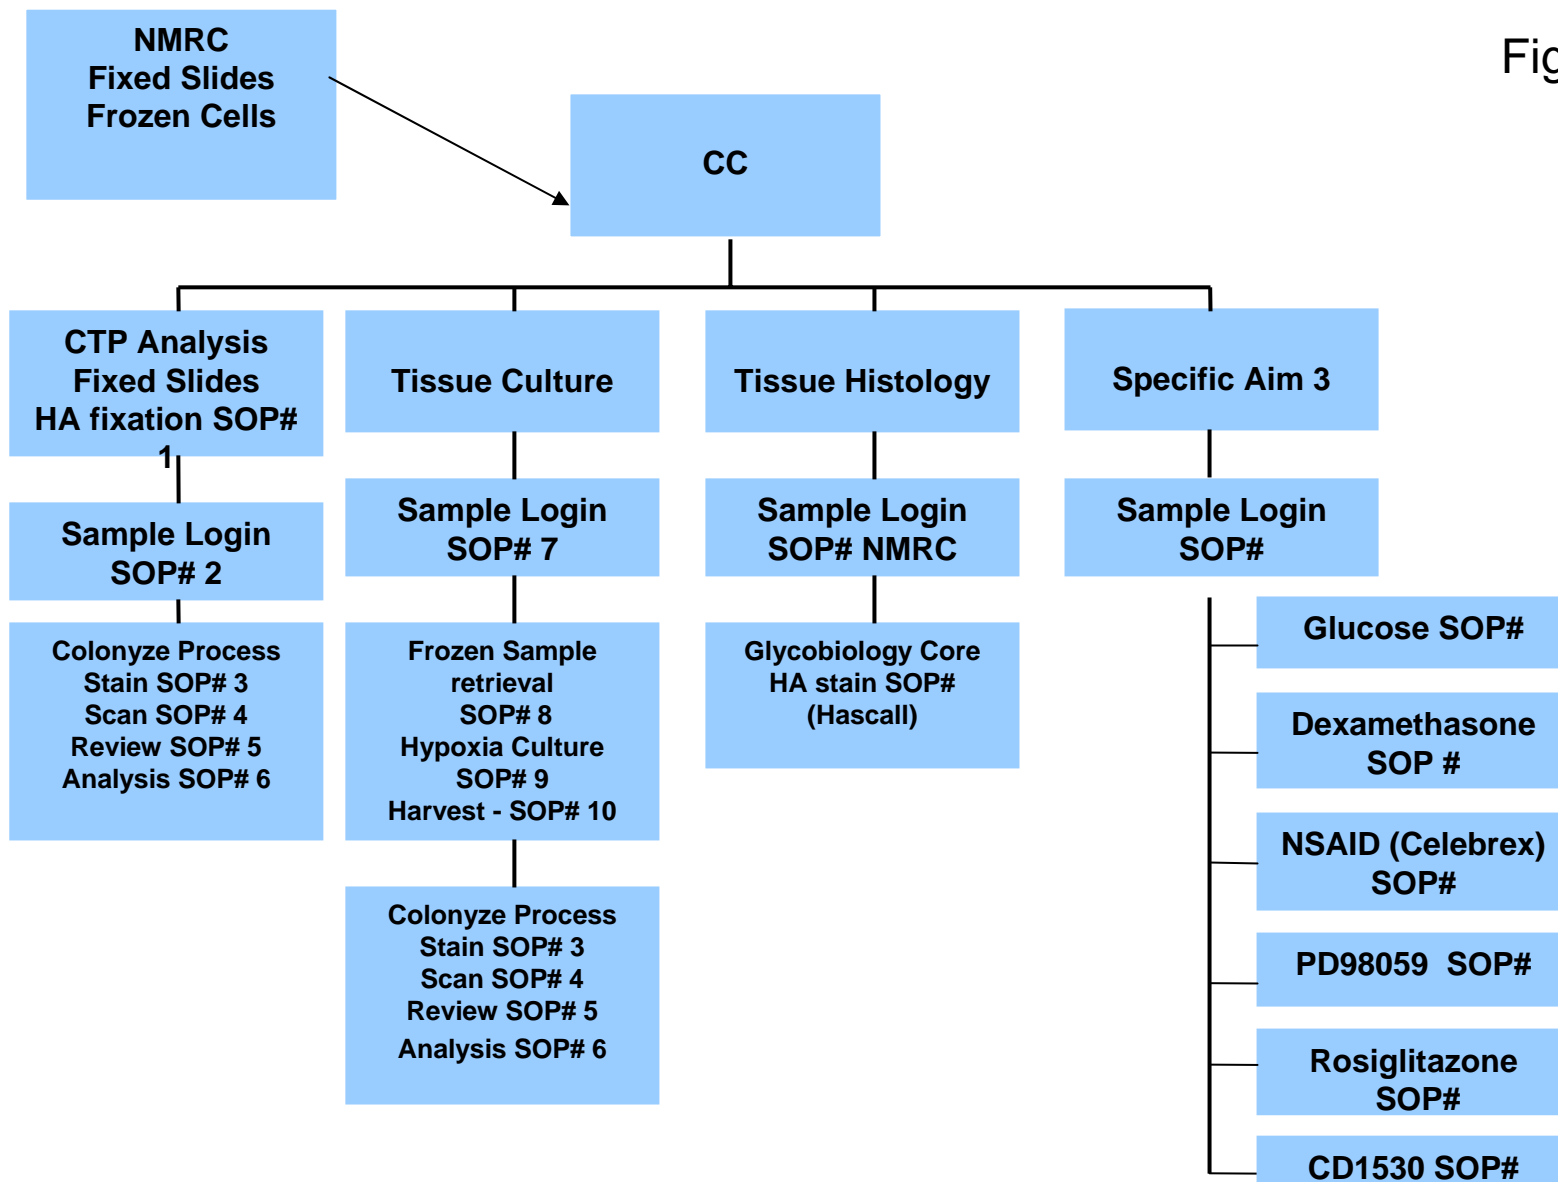 NMRC
Fixed Slides
Frozen Cells
Fig
CC
CTP Analysis
Fixed Slides
HA fixation SOP#
1
Tissue Culture
Tissue Histology
Specific Aim 3
Sample Login
SOP# 2
Sample Login
SOP# 7
Sample Login
SOP# NMRC
Sample Login
SOP#
Colonyze Process
Stain SOP# 3
Scan SOP# 4
Review SOP# 5
Analysis SOP# 6
Frozen Sample
retrieval
SOP# 8
Hypoxia Culture
SOP# 9
Harvest - SOP# 10
Glycobiology Core
HA stain SOP#
(Hascall)
Colonyze Process
Stain SOP# 3
Scan SOP# 4
Review SOP# 5
Analysis SOP# 6
Glucose SOP#
Dexamethasone
SOP #
NSAID (Celebrex)
SOP#
PD98059  SOP#
Rosiglitazone
SOP#
CD1530 SOP#